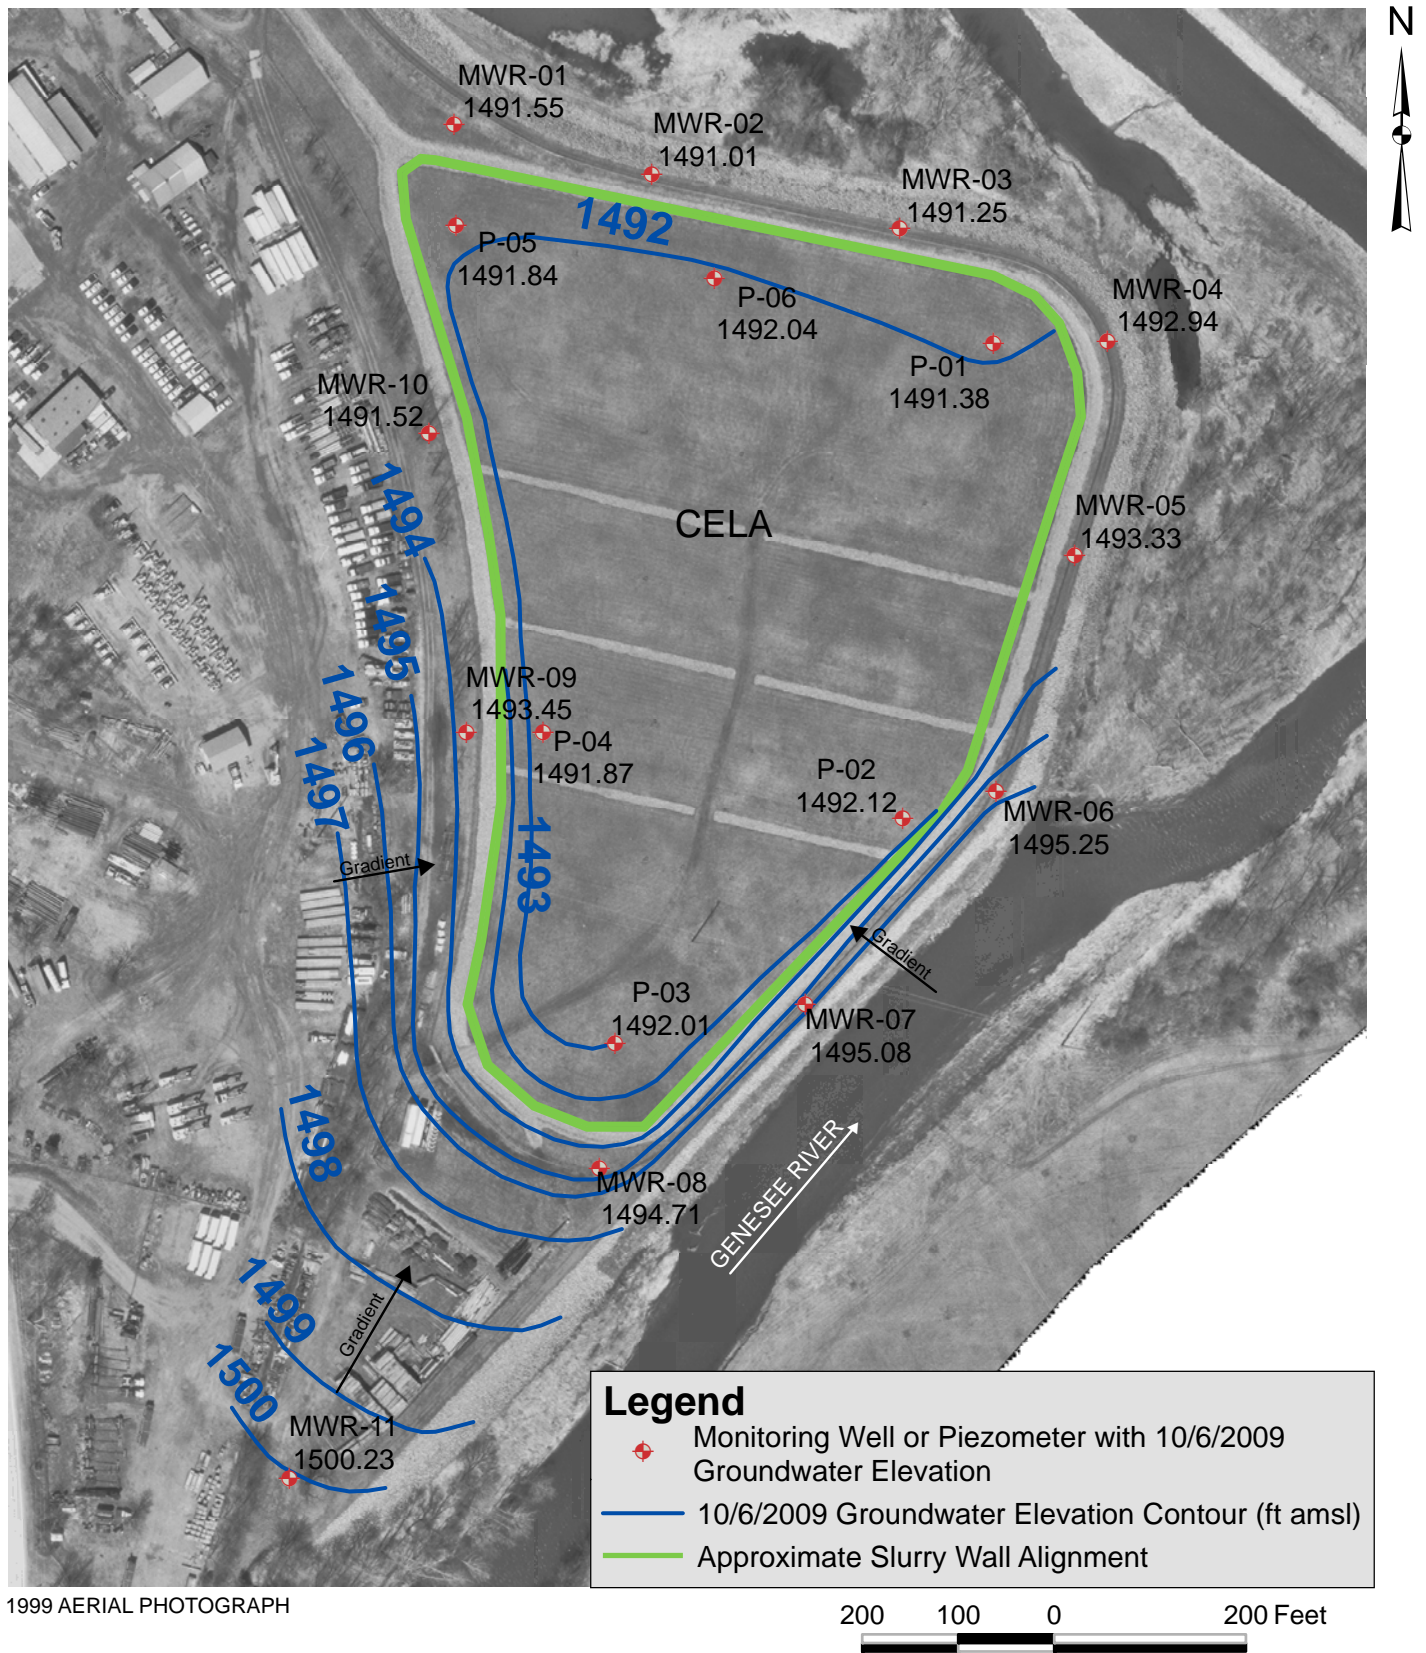 N
MWR-01
1491.55
MWR-02
1491.01
MWR-03
1491.25
1492
P-05
1491.84
P-06
1492.04
MWR-04
1492.94
P-01
1491.38
MWR-10
1491.52
1494
CELA
MWR-05
1493.33
1495
1496
MWR-09
1493.45
P-04
1491.87
1497
P-02
1492.12
MWR-06
1495.25
Gradient
1493
Gradient
P-03
1492.01
MWR-07
1495.08
1498
GENESEE RIVER
MWR-08
1494.71
1499
Gradient
1500
MWR-11
1500.23
Legend
Monitoring Well or Piezometer with 10/6/2009
Groundwater Elevation
10/6/2009 Groundwater Elevation Contour (ft amsl)
Approximate Slurry Wall Alignment
1999 AERIAL PHOTOGRAPH
200 100 0 200 Feet